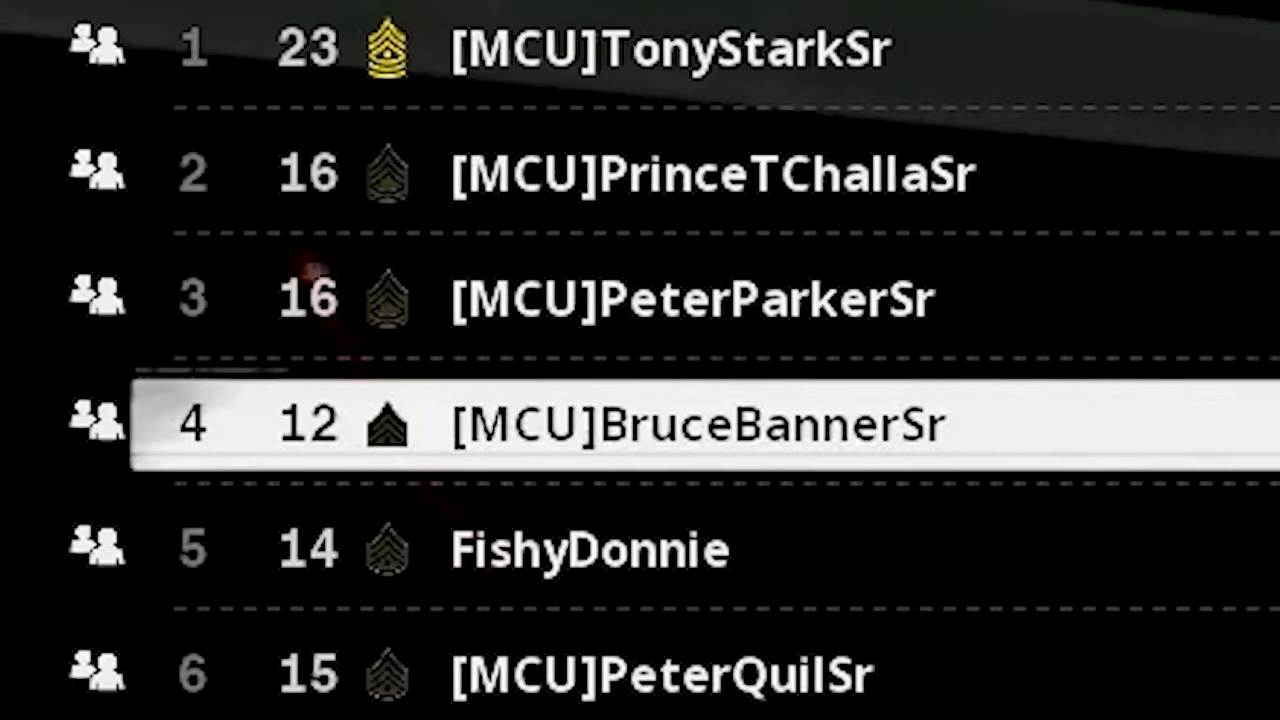 1 23 [MCU]TonyStarkSr
2 16 [MCU]PrinceTChallaSr
3 16 [MCU]PeterParkerSr
4 12 [MCU]BruceBannerSr
5 14 FishyDonnie
6 15 [MCU]PeterQuilSr